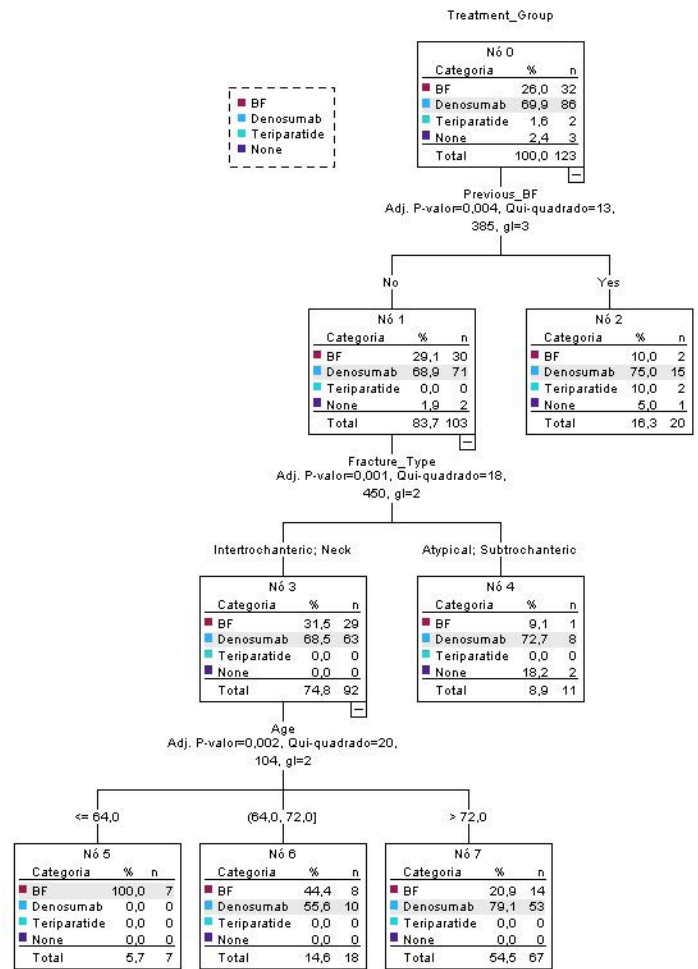 Treatment_Group
BF
Denosumab
Teriparatide
None
Nó 0
Categoria % n
BF 26,0 32
Denosumab 69,9 86
Teriparatide 1,6 2
None 2,4 3
Total 100,0 123
Previous_BF
Adj. P-valor=0,004, Qui-quadrado=13,
385, gl=3
No Yes
Nó 1
Categoria % n
BF 29,1 30
Denosumab 68,9 71
Teriparatide 0,0 0
None 1,9 2
Total 83,7 103
Nó 2
Categoria % n
BF 10,0 2
Denosumab 75,0 15
Teriparatide 10,0 2
None 5,0 1
Total 16,3 20
Fracture_Type
Adj. P-valor=0,001, Qui-quadrado=18,
450, gl=2
Intertrochanteric; Neck Atypical; Subtrochanteric
Nó 3
Categoria % n
BF 31,5 29
Denosumab 68,5 63
Teriparatide 0,0 0
None 0,0 0
Total 74,8 92
Nó 4
Categoria % n
BF 9,1 1
Denosumab 72,7 8
Teriparatide 0,0 0
None 18,2 2
Total 8,9 11
Age
Adj. P-valor=0,002, Qui-quadrado=20,
104, gl=2
<= 64,0 (64,0, 72,0] > 72,0
Nó 5
Categoria % n
BF 100,0 7
Denosumab 0,0 0
Teriparatide 0,0 0
None 0,0 0
Total 5,7 7
Nó 6
Categoria % n
BF 44,4 8
Denosumab 55,6 10
Teriparatide 0,0 0
None 0,0 0
Total 14,6 18
Nó 7
Categoria % n
BF 20,9 14
Denosumab 79,1 53
Teriparatide 0,0 0
None 0,0 0
Total 54,5 67